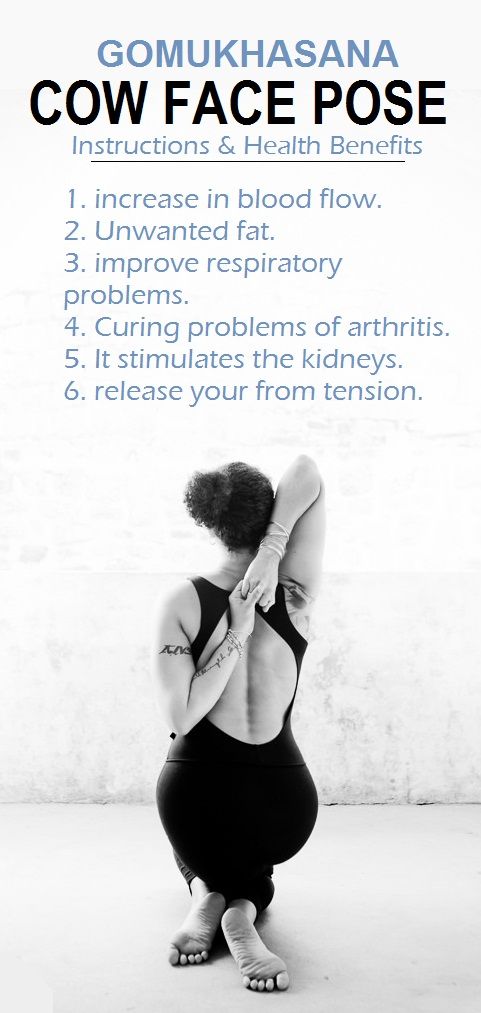 GOMUKHASANA
COW FACE POSE
Instructions & Health Benefits
1. increase in blood flow.
2. Unwanted fat.
3. improve respiratory
problems.
4. Curing problems of arthritis.
5. It stimulates the kidneys.
6. release your from tension.